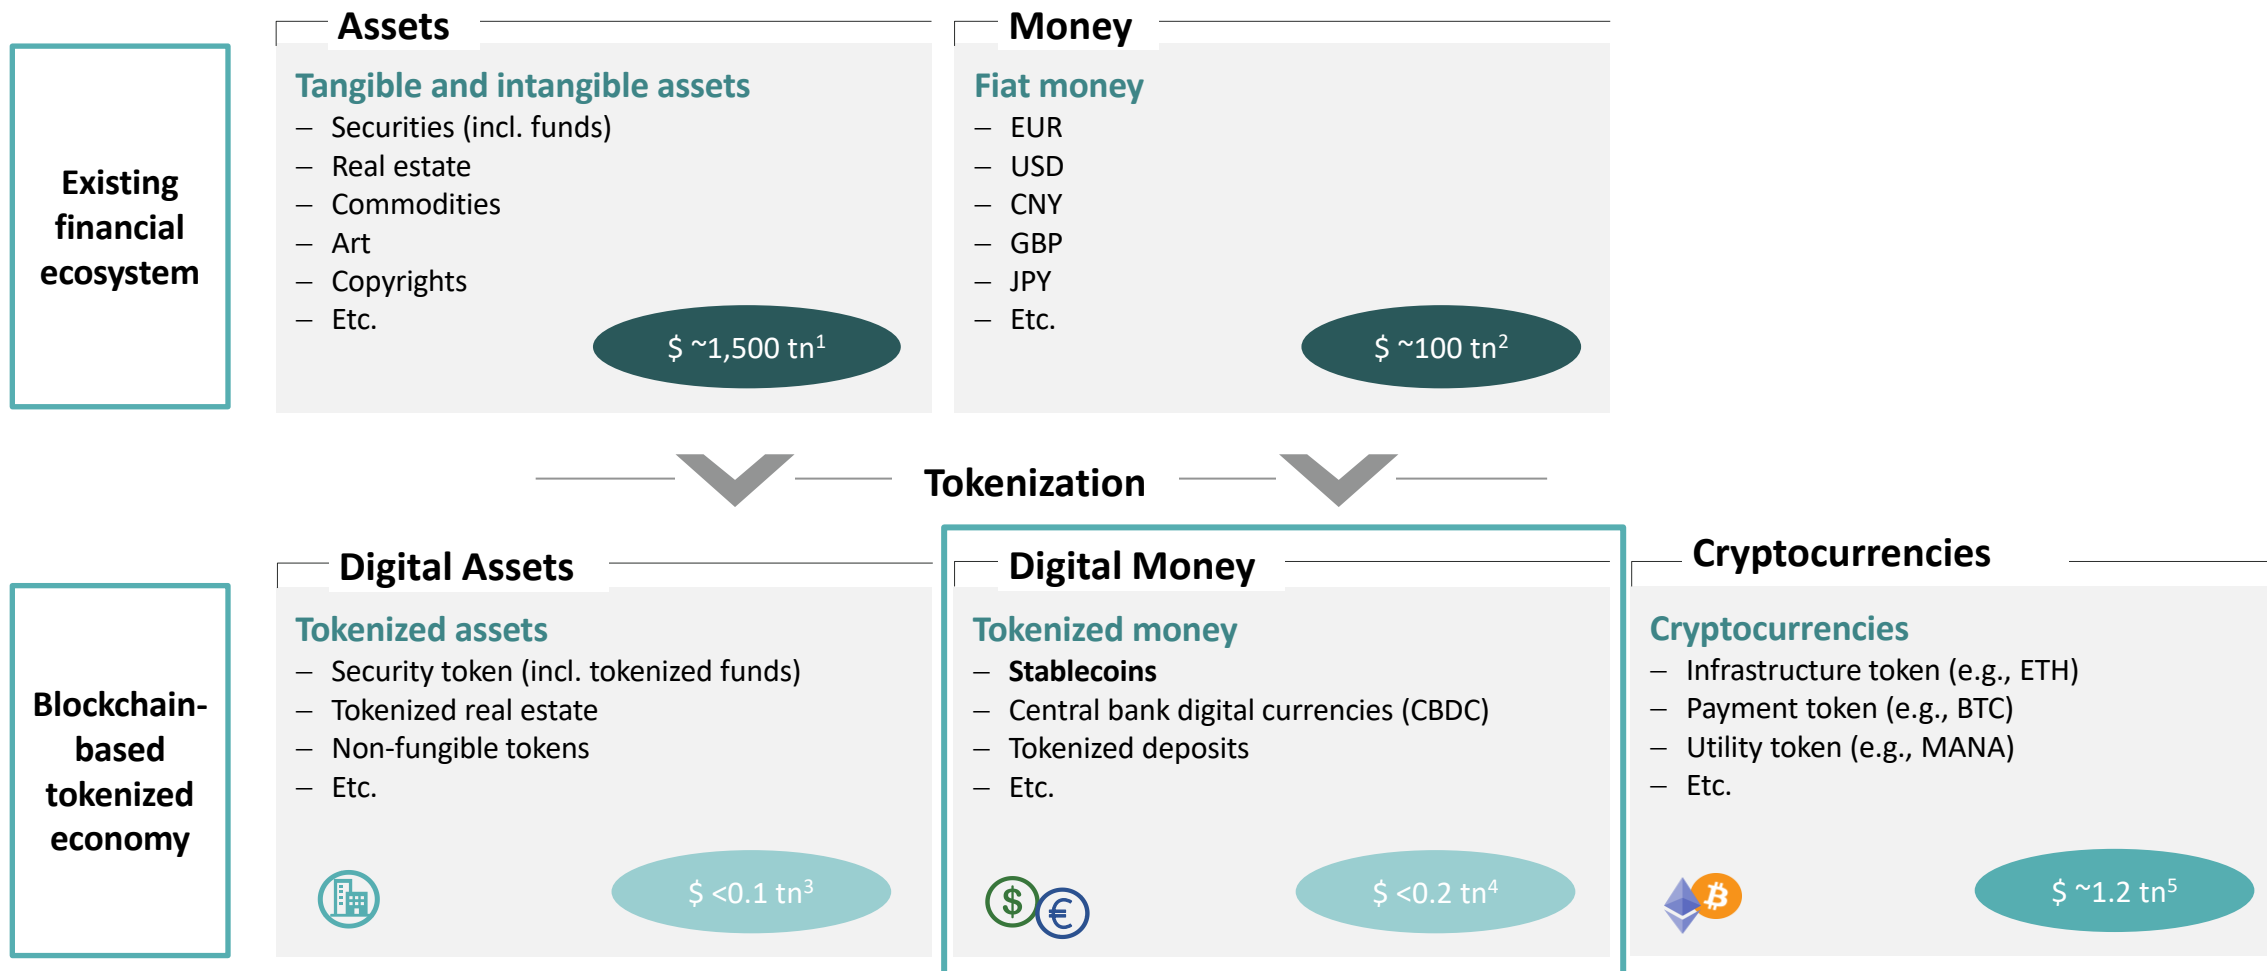 Assets
Money
Existing
financial
ecosystem
Tangible and intangible assets
– Securities (incl. funds)
– Real estate
– Commodities
– Art
– Copyrights
– Etc.
$ ~1,500 tn¹
Fiat money
– EUR
– USD
– CNY
– GBP
– JPY
– Etc.
$ ~100 tn²
Tokenization
Digital Assets
Digital Money
Cryptocurrencies
Blockchain-
based
tokenized
economy
Tokenized assets
– Security token (incl. tokenized funds)
– Tokenized real estate
– Non-fungible tokens
– Etc.
$ <0.1 tn³
Tokenized money
– Stablecoins
– Central bank digital currencies (CBDC)
– Tokenized deposits
– Etc.
$ €
$ <0.2 tn⁴
Cryptocurrencies
– Infrastructure token (e.g., ETH)
– Payment token (e.g., BTC)
– Utility token (e.g., MANA)
– Etc.
$ ~1.2 tn⁵